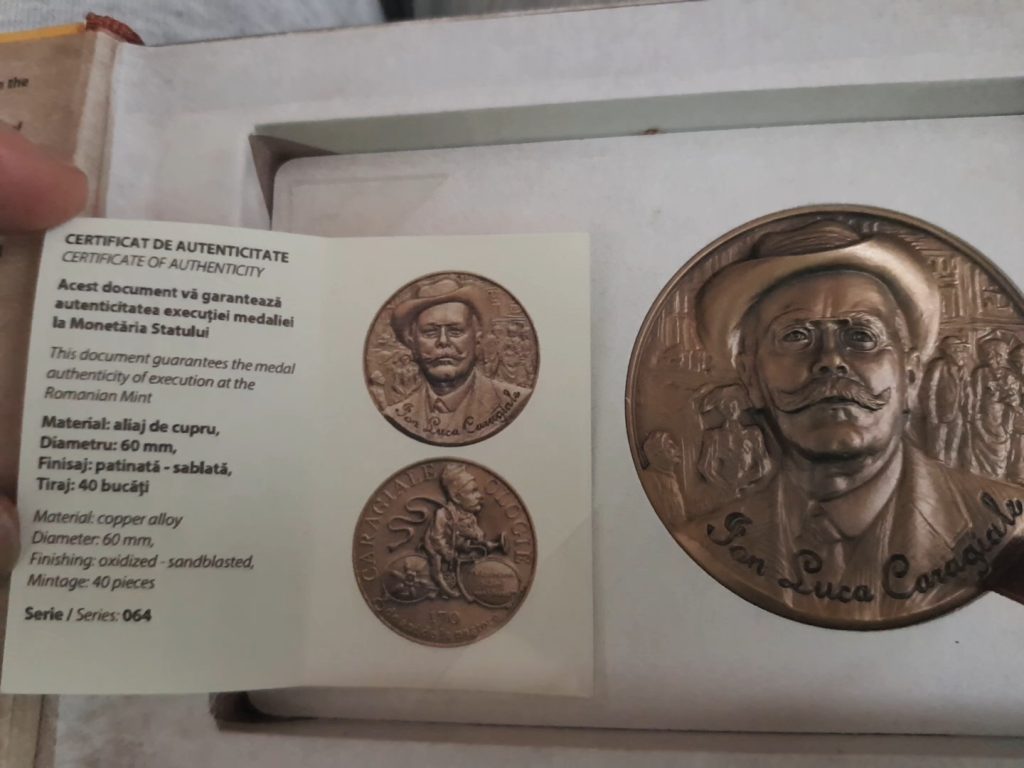 n the
CERTIFICAT DE AUTENTICITATE
CERTIFICATE OF AUTHENTICITY
Acest document vă garantează
autenticitatea execuției medaliei
la Monetăria Statului
This document guarantees the medal
authenticity of execution at the
Romanian Mint
Material: aliaj de cupru,
Diametru: 60 mm,
Finisaj: patinată - sablată,
Tiraj: 40 bucăți
Material: copper alloy
Diameter: 60 mm,
Finishing: oxidized - sandblasted,
Mintage: 40 pieces
Serie / Series: 064
Ion Luca Caragiale
CARAGIALE OLOGIE
170
Ion Luca Caragiale